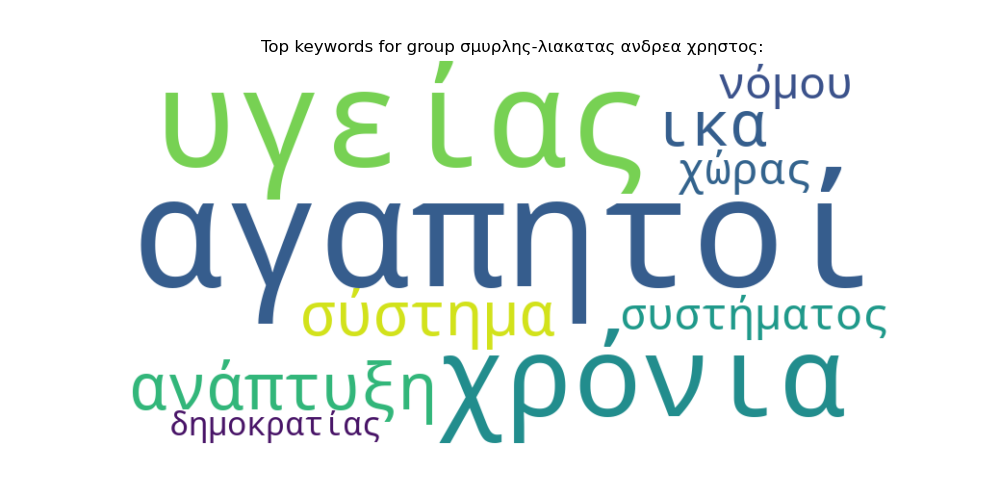 Top keywords for group σμυρλης-λιακατας ανδρεα χρηστος:
υγείας
νόμου
ικα
χώρας
αγαπητοί
σύστημα
συστήματος
ανάπτυξη
χρόνια
δημοκρατίας